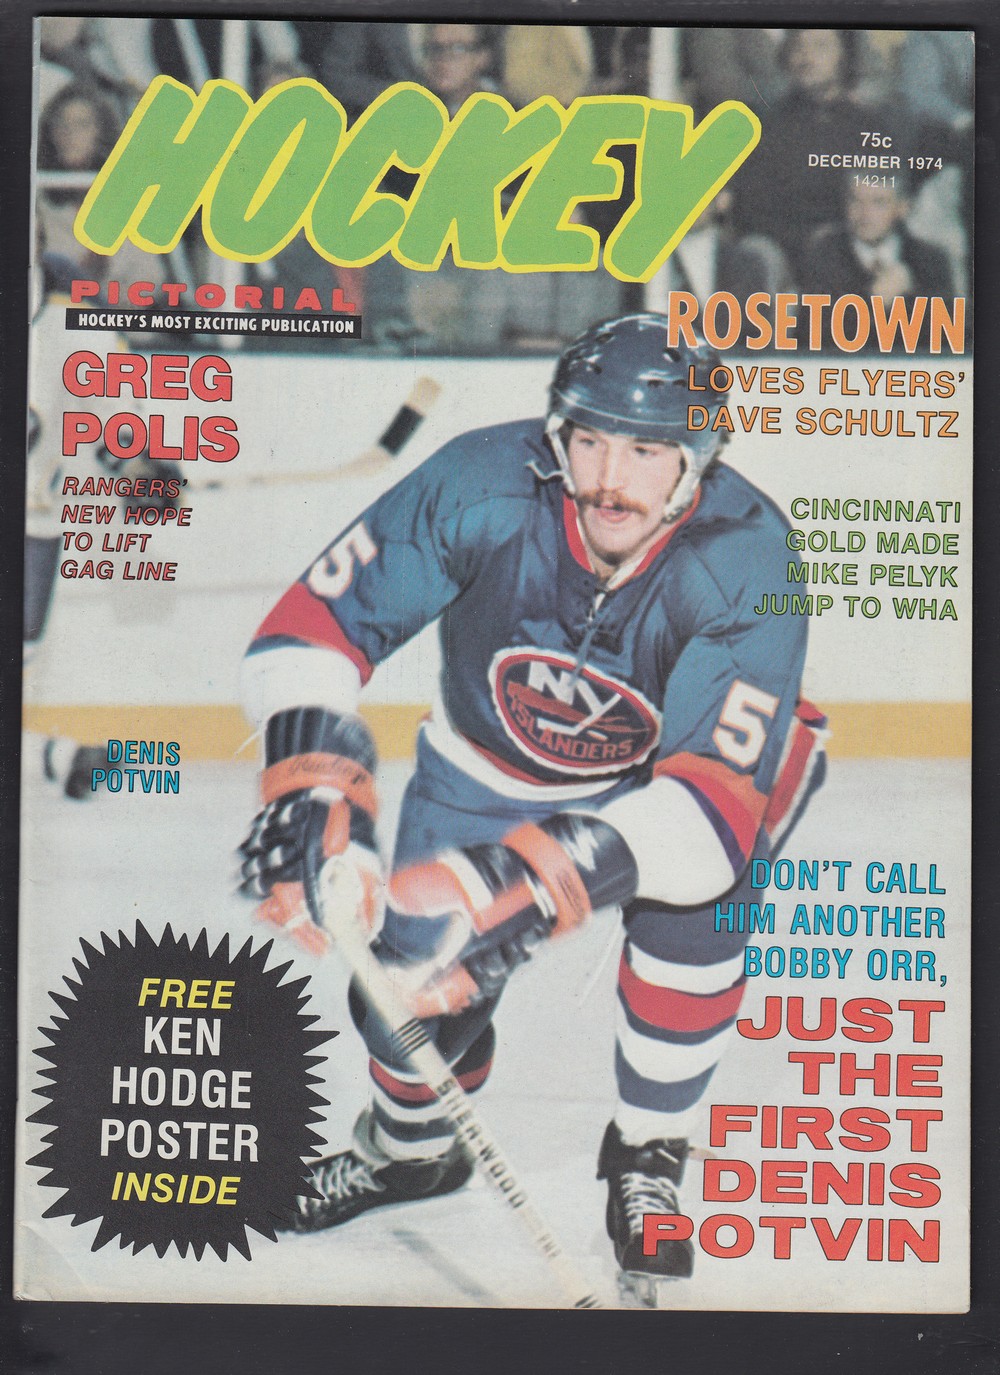 HOCKEY
75c
DECEMBER 1974
14211
PICTORIAL
HOCKEY'S MOST EXCITING PUBLICATION
ROSETOWN
LOVES FLYERS'
DAVE SCHULTZ
GREG
POLIS
RANGERS'
NEW HOPE
TO LIFT
GAG LINE
CINCINNATI
GOLD MADE
MIKE PELYK
JUMP TO WHA
5
NY
ISLANDERS
5
DENIS
POTVIN
DON'T CALL
HIM ANOTHER
BOBBY ORR,
JUST
THE
FIRST
DENIS
POTVIN
FREE
KEN
HODGE
POSTER
INSIDE
SHER-WOOD